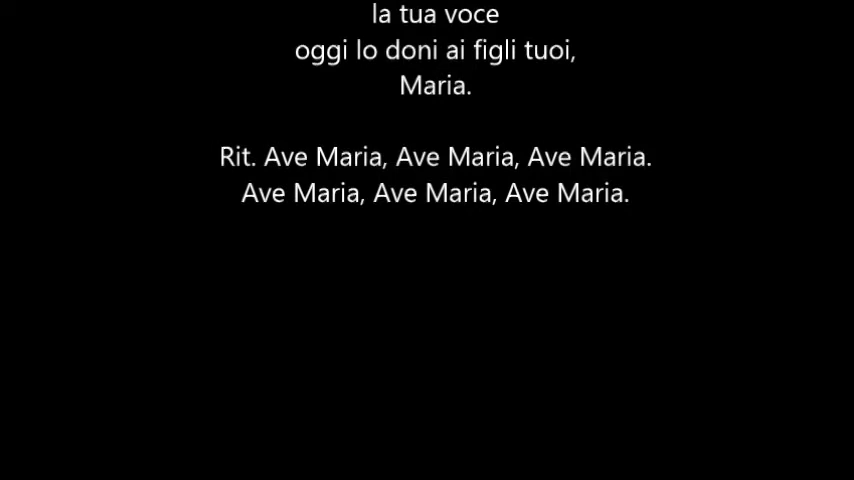 la tua voce
oggi lo doni ai figli tuoi,
Maria.
Rit. Ave Maria, Ave Maria, Ave Maria.
Ave Maria, Ave Maria, Ave Maria.